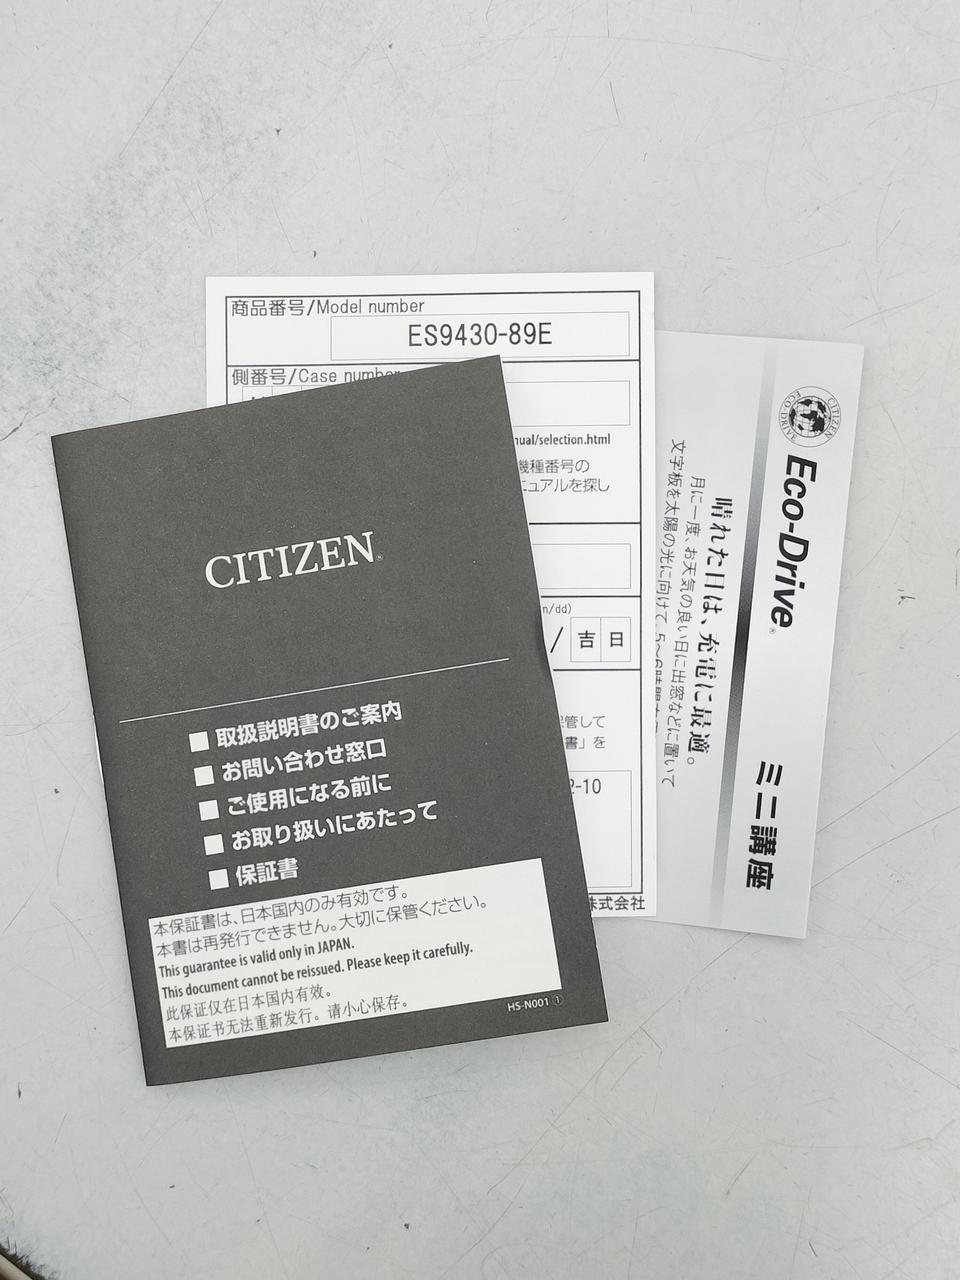 商品番号/Model number
ES9430-89E
側番号/Case number
nual/selection.html
機種番号の
ニュアルを探し
n/dd)
/ 吉日
保管して
書」を
2-10
株式会社
CITIZEN®
取扱説明書のご案内
お問い合わせ窓口
ご使用になる前に
お取り扱いにあたって
保証書
本保証書は、日本国内のみ有効です。
本書は再発行できません。大切に保管ください。
This guarantee is valid only in JAPAN.
This document cannot be reissued. Please keep it carefully.
此保证仅在日本国内有效。
本保证书无法重新发行。请小心保存。
HS-N001 ①
CITIZEN
ECO-DRIVE
Eco-Drive® ミニ講座
晴れた日は、充電に最適。
月に一度、お天気の良い日に出窓などに置いて
文字板を太陽の光に向けて、5〜6時間